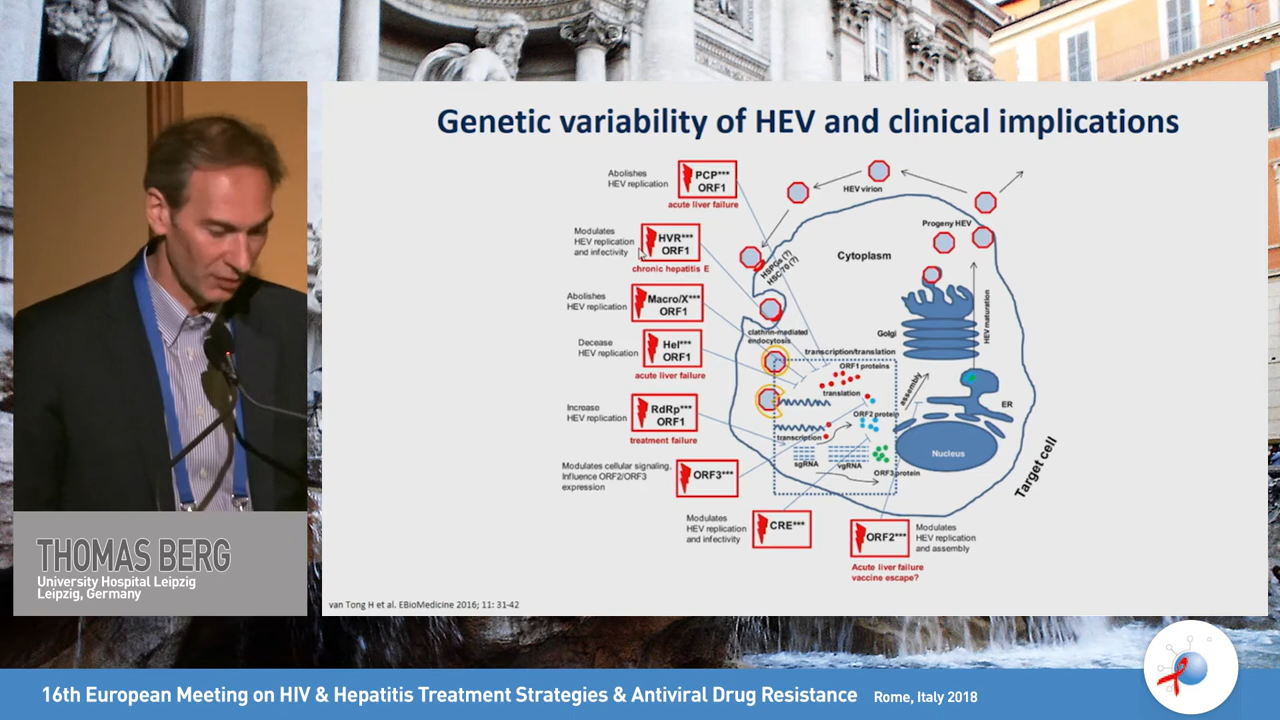 Genetic variability of HEV and clinical implications
Abolishes
HEV replication
PCP***
ORF1
acute liver failure
Modulates
HEV replication
and infectivity
HVR***
ORF1
chronic hepatitis E
Abolishes
HEV replication
Macro/X***
ORF1
Decease
HEV replication
Hel***
ORF1
acute liver failure
Increase
HEV replication
RdRp***
ORF1
treatment failure
Modulates cellular signaling,
Influence ORF2/ORF3
expression
ORF3***
Modulates
HEV replication
and infectivity
CRE***
ORF2***
Modulates
HEV replication
and assembly
Acute liver failure
vaccine escape?
HEV virion
Progeny HEV
Cytoplasm
HSPGs (?)
HSC70 (?)
clathrin-mediated
endocytosis
Golgi
HEV maturation
transcription/translation
ORF1 proteins
translation
assembly
ER
ORF2 protein
transcription
Nucleus
sgRNA
vgRNA
ORF3 protein
Target cell
van Tong H et al. EBioMedicine 2016; 11: 31-42
THOMAS BERG
University Hospital Leipzig
Leipzig, Germany
16th European Meeting on HIV & Hepatitis Treatment Strategies & Antiviral Drug Resistance Rome, Italy 2018